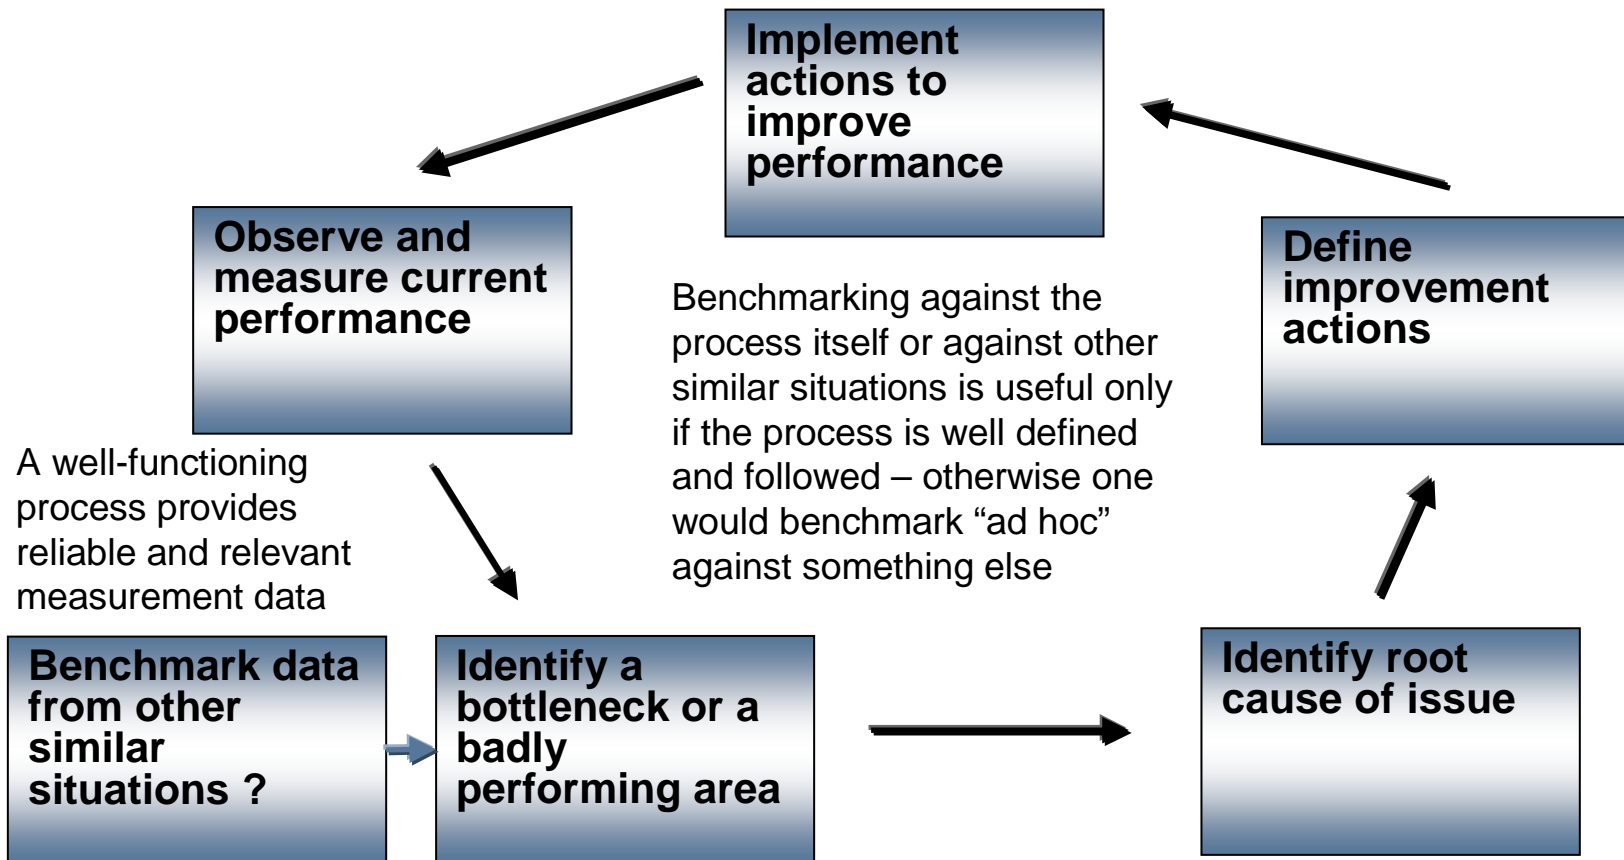 Implement
actions to
improve
performance
Observe and
measure current
performance
Define
improvement
actions
Benchmarking against the
process itself or against other
similar situations is useful only
if the process is well defined
and followed – otherwise one
would benchmark “ad hoc”
against something else
A well-functioning
process provides
reliable and relevant
measurement data
Benchmark data
from other
similar
situations ?
Identify a
bottleneck or a
badly
performing area
Identify root
cause of issue